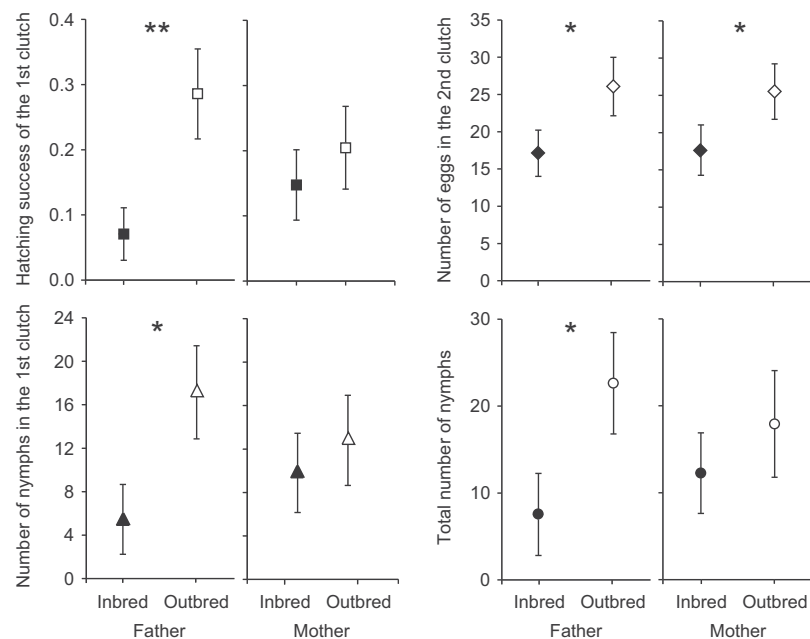 Hatching success of the 1st clutch
0.4
0.3
0.2
0.1
0.0
**
Number of eggs in the 2nd clutch
35
30
25
20
15
10
5
0
*
*
Number of nymphs in the 1st clutch
24
20
16
12
8
4
0
*
Inbred Outbred
Father
Inbred Outbred
Mother
Total number of nymphs
30
20
10
0
*
Inbred Outbred
Father
Inbred Outbred
Mother